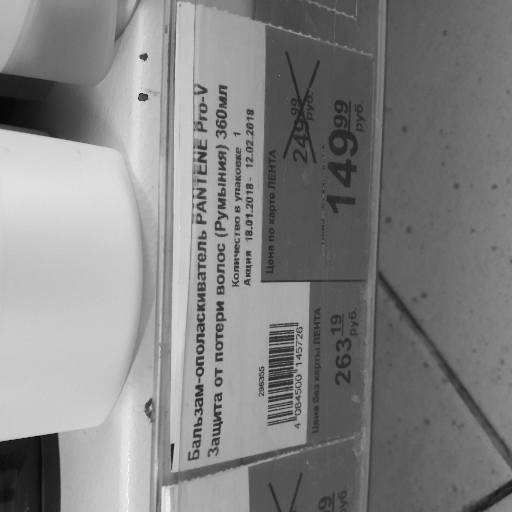 Бальзам-ополаскиватель PANTENE Pro-V
Защита от потери волос (Румыния) 360мл
Количество в упаковке 1
Акция 18.01.2018 - 12.02.2018
296355
4 084500 145726
Цена без карты ЛЕНТА
263 19
руб.
Цена по карте ЛЕНТА
249 99
руб.
149 99
руб.
9
руб.